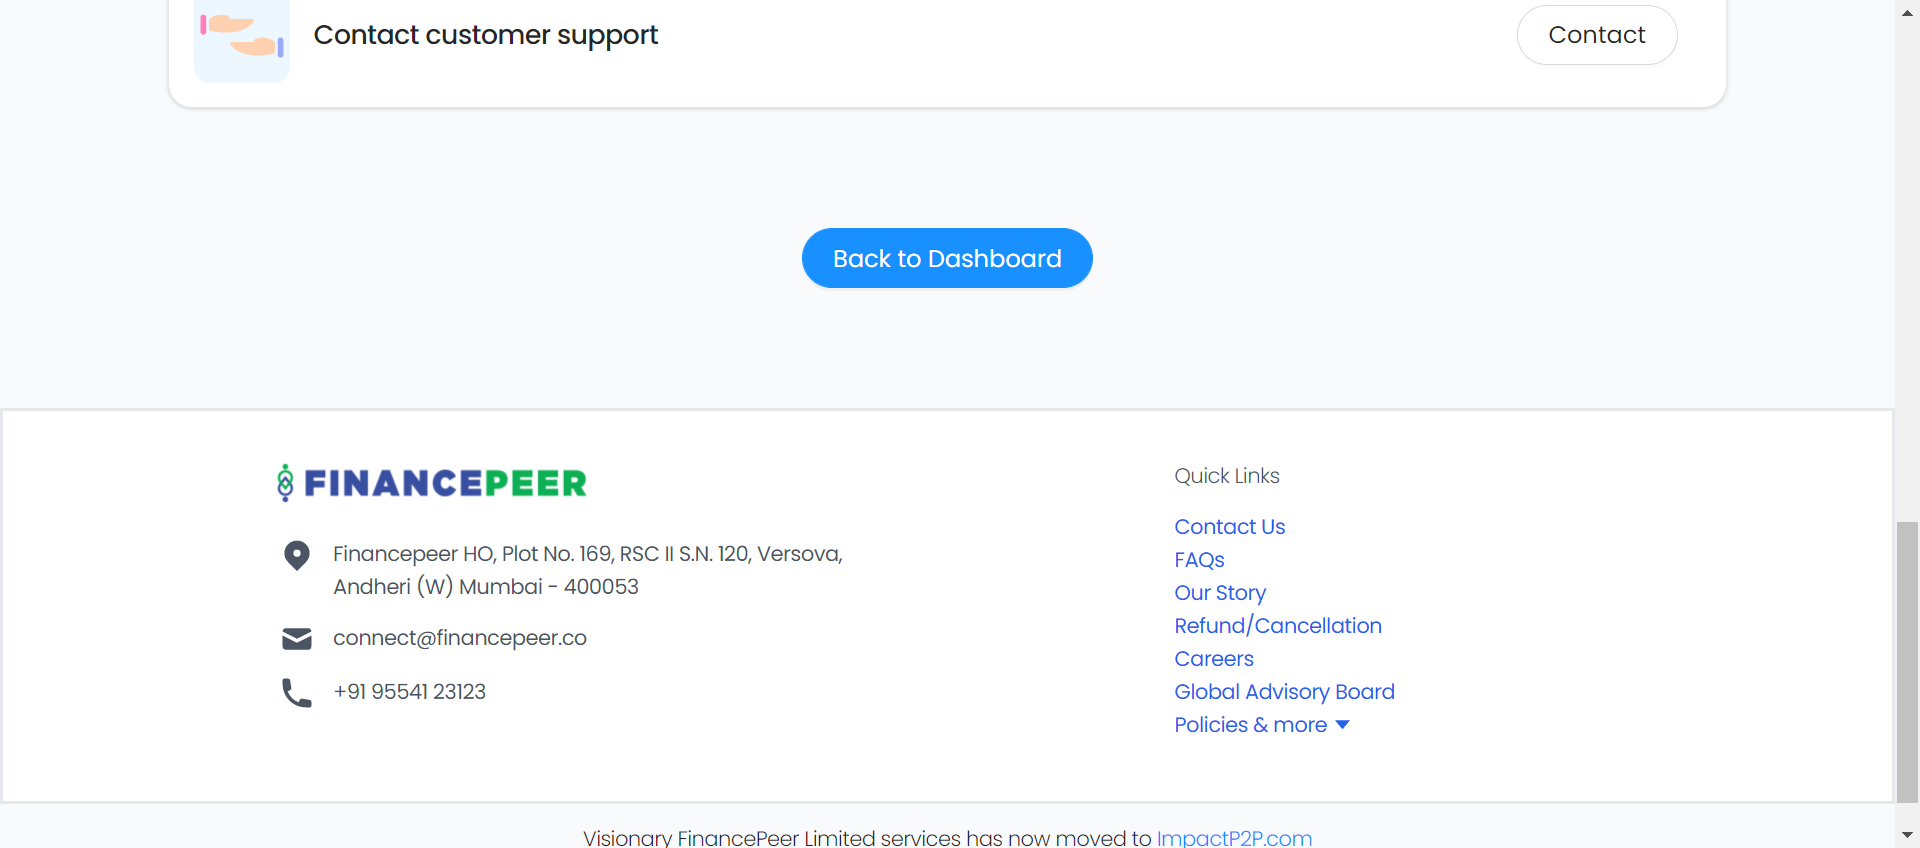 Contact customer support
Contact
Back to Dashboard
FINANCEPEER
Financepeer HO, Plot No. 169, RSC II S.N. 120, Versova,
Andheri (W) Mumbai - 400053
connect@financepeer.co
+91 95541 23123
Quick Links
Contact Us
FAQs
Our Story
Refund/Cancellation
Careers
Global Advisory Board
Policies & more
Visionary FinancePeer Limited services has now moved to ImpactP2P.com